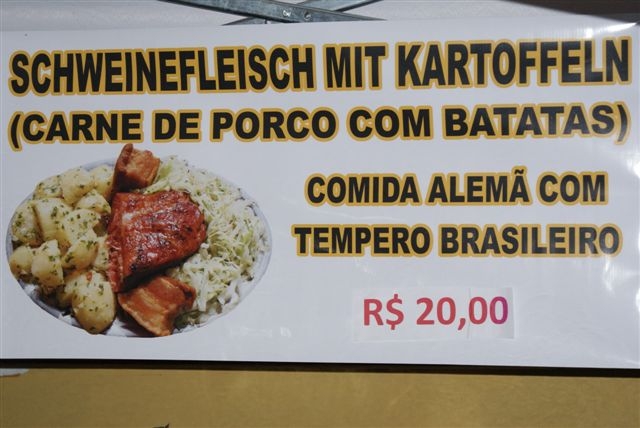 SCHWEINEFLEISCH MIT KARTOFFELN
(CARNE DE PORCO COM BATATAS)
COMIDA ALEMÃ COM
TEMPERO BRASILEIRO
R$ 20,00